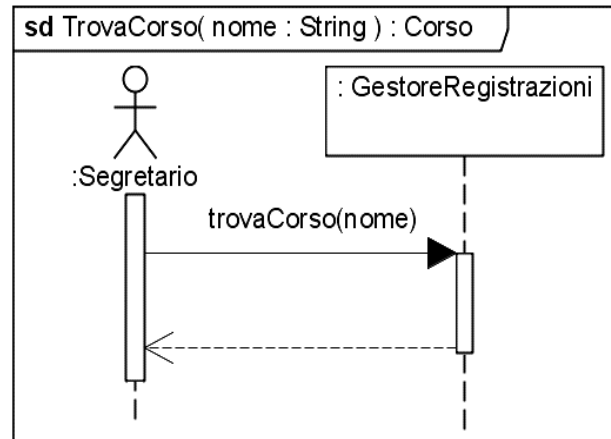 sd TrovaCorso( nome : String ) : Corso
: GestoreRegistrazioni
:Segretario
trovaCorso(nome)